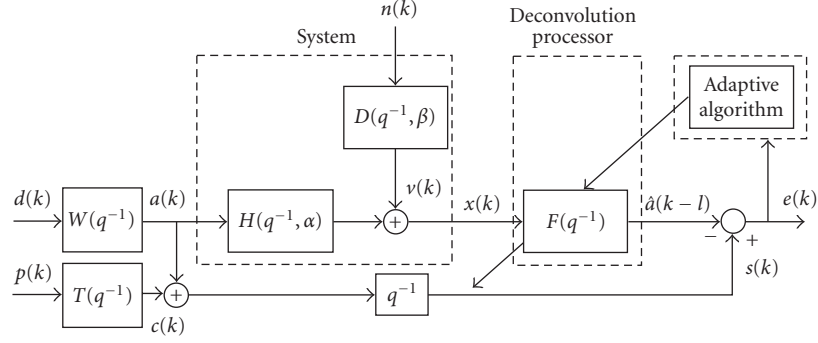 n(k)
System
Deconvolution
processor
Adaptive
algorithm
D(q⁻¹, β)
v(k)
d(k)
W(q⁻¹)
a(k)
H(q⁻¹, α)
+
x(k)
F(q⁻¹)
â(k − l)
−
+
e(k)
s(k)
p(k)
T(q⁻¹)
+
c(k)
q⁻¹